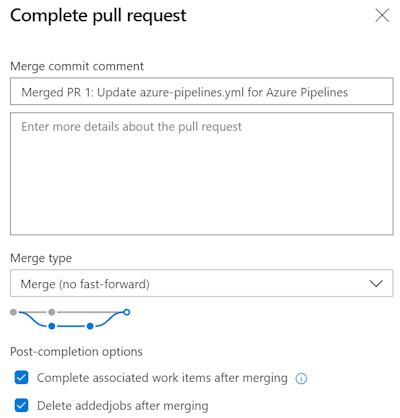 Complete pull request
Merge commit comment
Merged PR 1: Update azure-pipelines.yml for Azure Pipelines
Enter more details about the pull request
Merge type
Merge (no fast-forward)
Post-completion options
Complete associated work items after merging
Delete addedjobs after merging